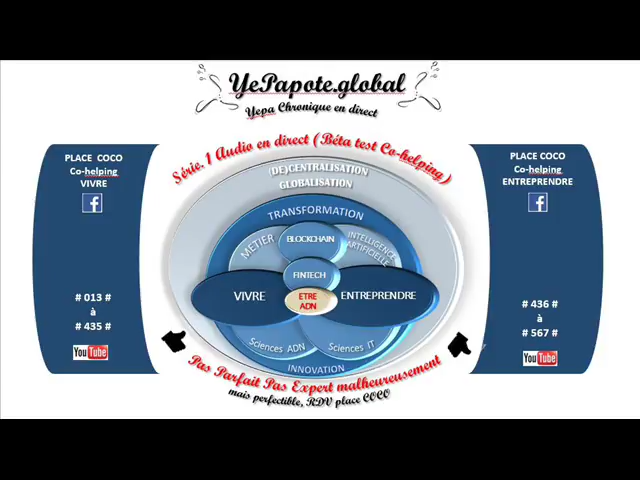 YePapote.global
Yepa Chronique en direct
Série. 1 Audio en direct (Béta test Co-helping)
PLACE COCO
Co-helping
VIVRE
f
# 013 #
à
# 435 #
YouTube
(DE)CENTRALISATION
GLOBALISATION
TRANSFORMATION
METIER
BLOCKCHAIN
INTELLIGENCE
ARTIFICIELLE
FINTECH
VIVRE
ETRE
ADN
ENTREPRENDRE
Sciences ADN
Sciences IT
INNOVATION
PLACE COCO
Co-helping
ENTREPRENDRE
f
# 436 #
à
# 567 #
YouTube
Pas Parfait Pas Expert malheureusement
mais perfectible, RDV place COCO